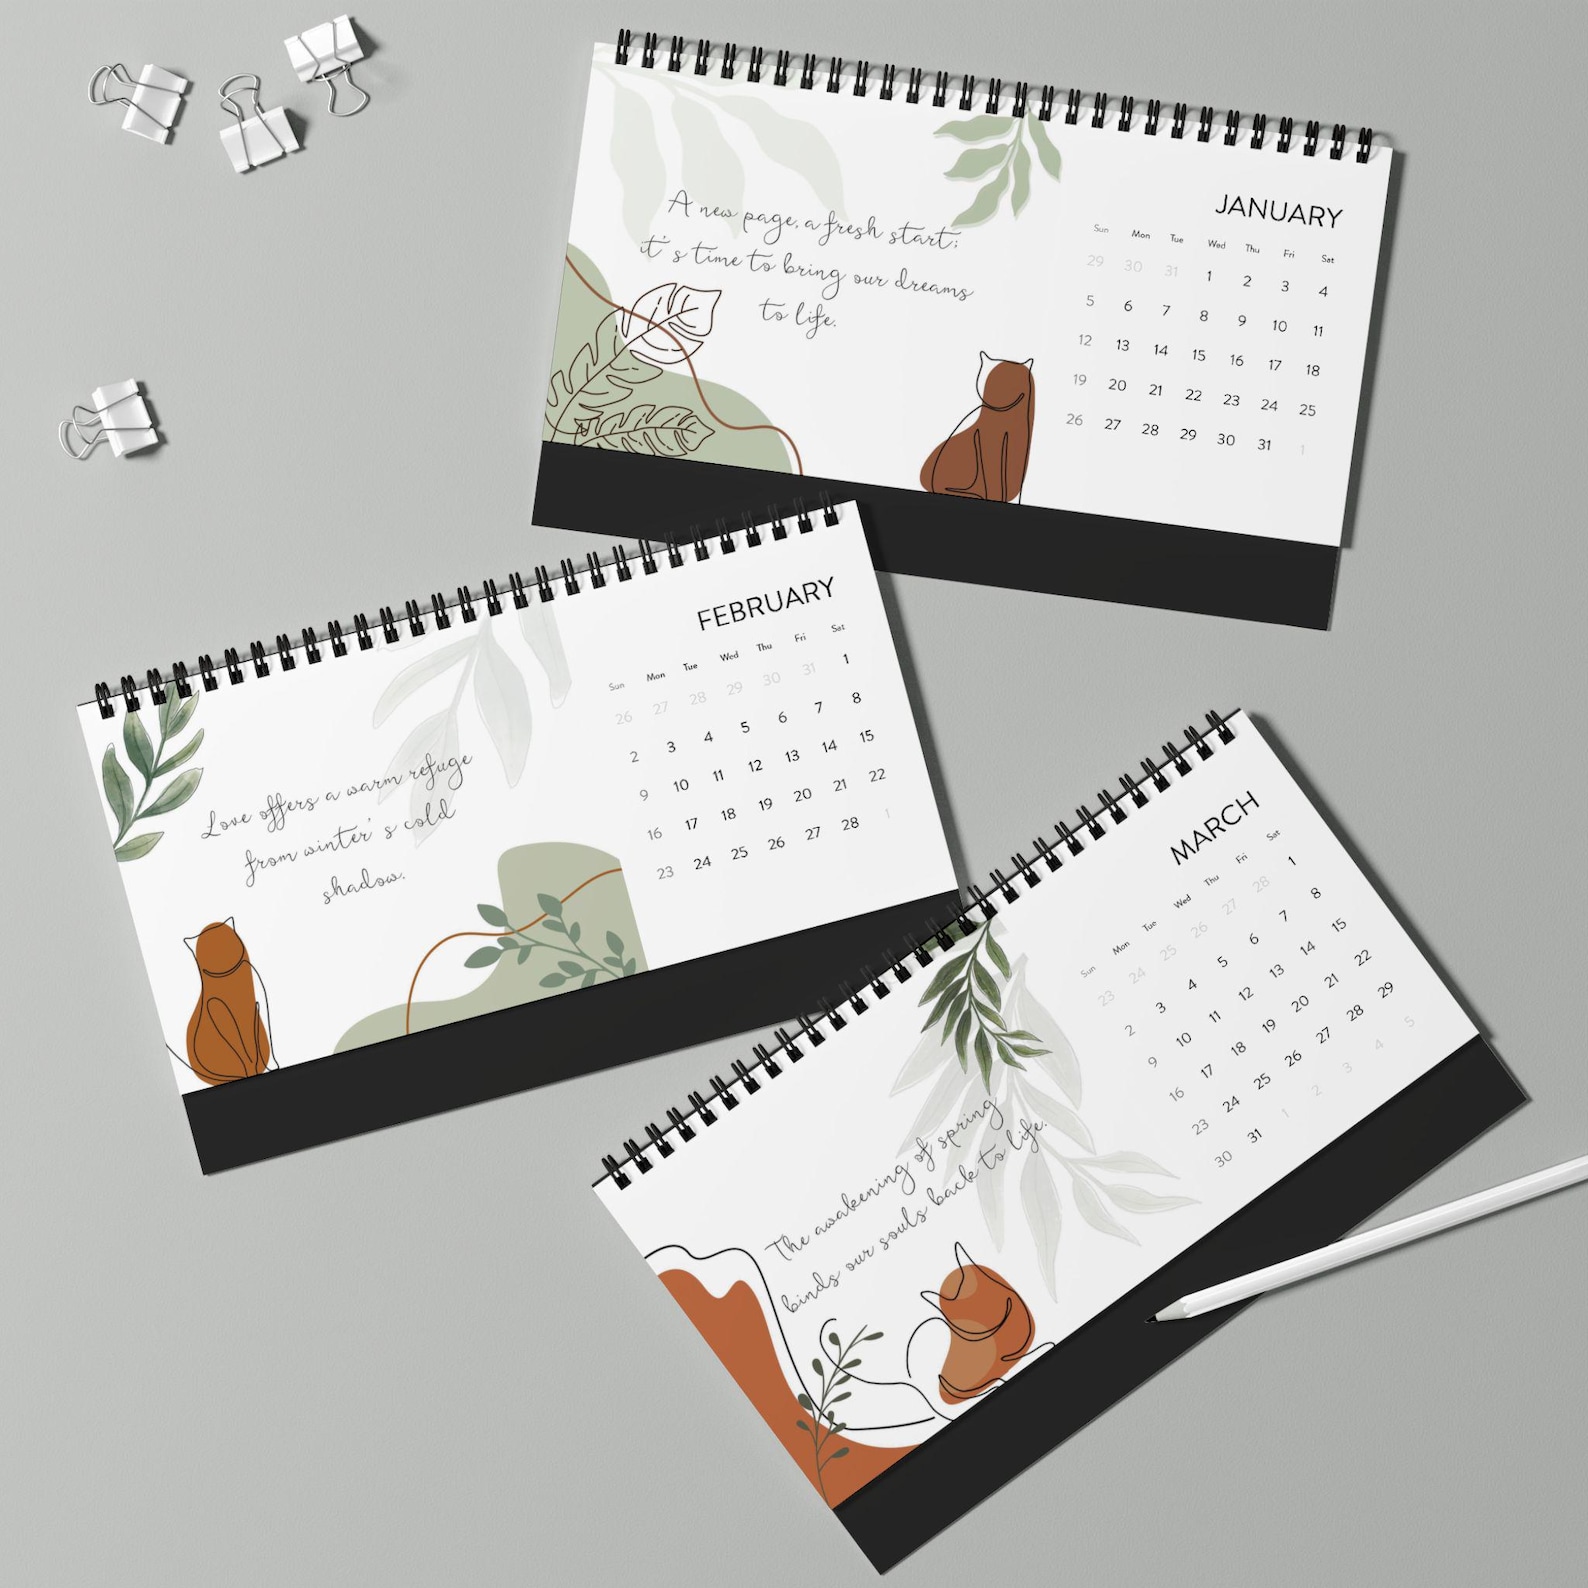 A new page, a fresh start;
it's time to bring our dreams
to life.
JANUARY
Sun Mon Tue Wed Thu Fri Sat
29 30 31 1 2 3 4
5 6 7 8 9 10 11
12 13 14 15 16 17 18
19 20 21 22 23 24 25
26 27 28 29 30 31 1
Love offers a warm refuge
from winter's cold
shadow.
FEBRUARY
Sun Mon Tue Wed Thu Fri Sat
26 27 28 29 30 31 1
2 3 4 5 6 7 8
9 10 11 12 13 14 15
16 17 18 19 20 21 22
23 24 25 26 27 28 1
The awakening of spring
binds our souls back to life.
MARCH
Sun Mon Tue Wed Thu Fri Sat
23 24 25 26 27 28 1
2 3 4 5 6 7 8
9 10 11 12 13 14 15
16 17 18 19 20 21 22
23 24 25 26 27 28 29
30 31 1 2 3 4 5